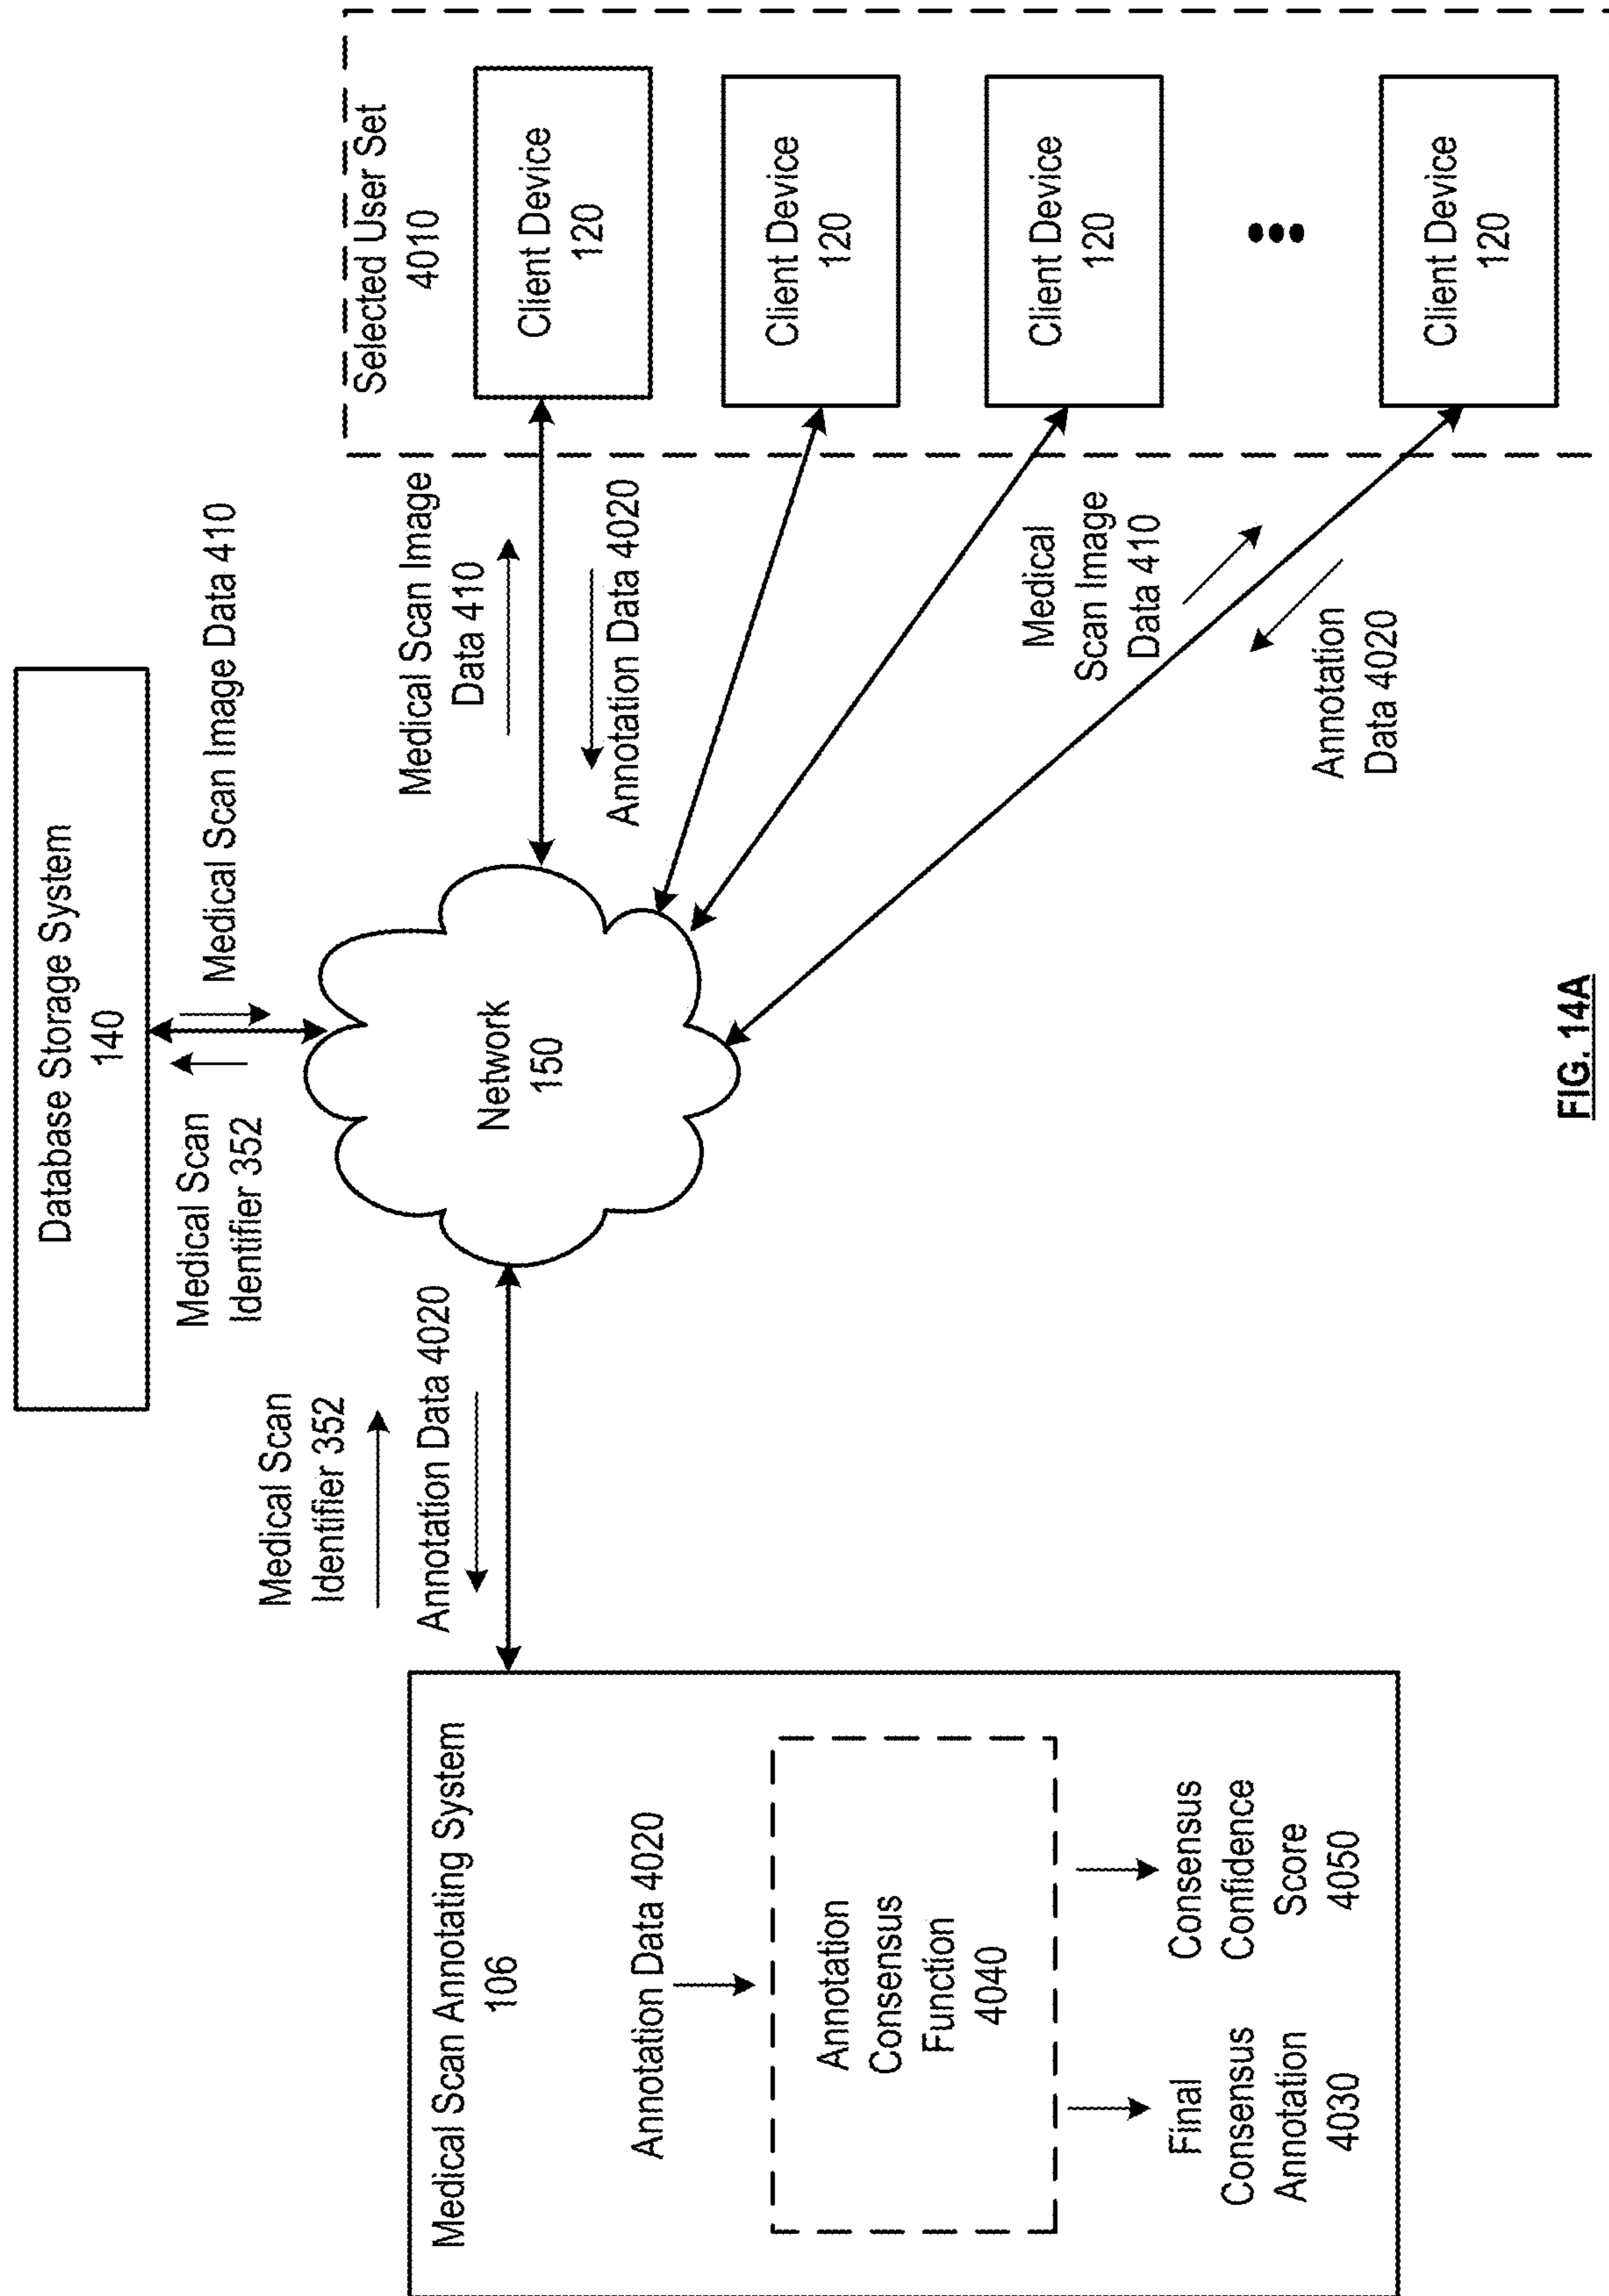 Database Storage System
140
Medical Scan
Identifier 352
Medical Scan Image Data 410
Medical Scan
Identifier 352
Annotation Data 4020
Network
150
Medical Scan Image
Data 410
Annotation Data 4020
Medical
Scan Image
Data 410
Annotation
Data 4020
Selected User Set
4010
Client Device
120
Client Device
120
Client Device
120
Client Device
120
Medical Scan Annotating System
106
Annotation Data 4020
Annotation
Consensus
Function
4040
Final
Consensus
Annotation
4030
Consensus
Confidence
Score
4050
FIG. 14A